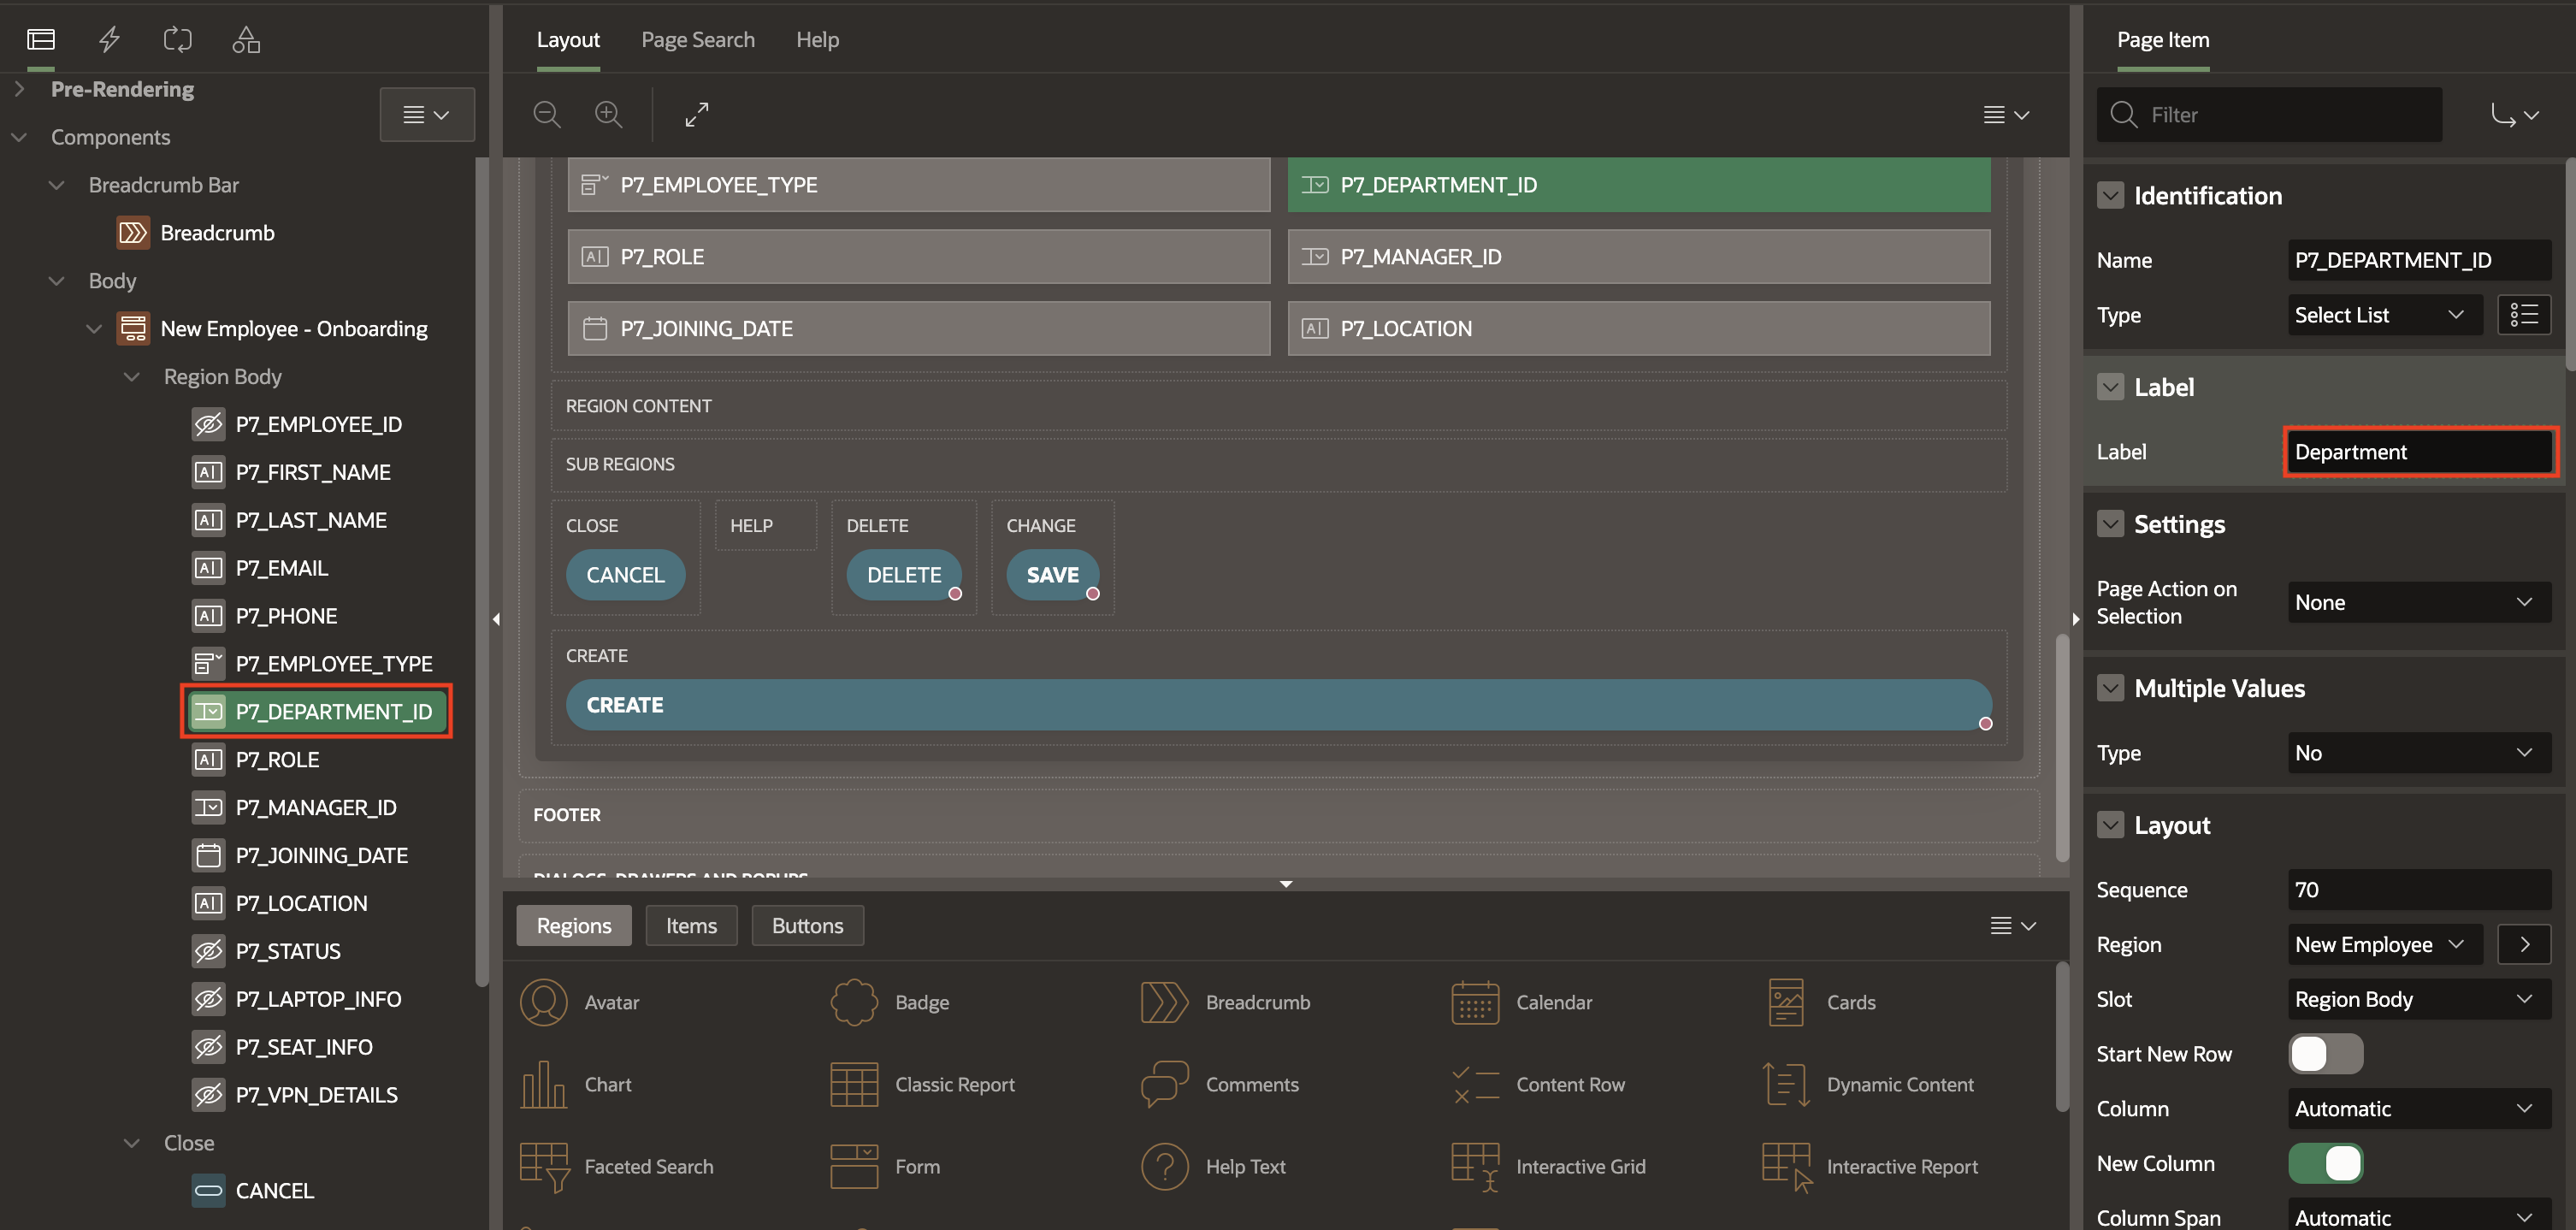 Pre-Rendering
Components
Breadcrumb Bar
Breadcrumb
Body
New Employee - Onboarding
Region Body
P7_EMPLOYEE_ID
P7_FIRST_NAME
P7_LAST_NAME
P7_EMAIL
P7_PHONE
P7_EMPLOYEE_TYPE
P7_DEPARTMENT_ID
P7_ROLE
P7_MANAGER_ID
P7_JOINING_DATE
P7_LOCATION
P7_STATUS
P7_LAPTOP_INFO
P7_SEAT_INFO
P7_VPN_DETAILS
Close
CANCEL
Layout Page Search Help
P7_EMPLOYEE_TYPE P7_DEPARTMENT_ID
P7_ROLE P7_MANAGER_ID
P7_JOINING_DATE P7_LOCATION
REGION CONTENT
SUB REGIONS
CLOSE HELP DELETE CHANGE
CANCEL DELETE SAVE
CREATE
CREATE
FOOTER
DIALOGS, DRAWERS AND POPUPS
Regions Items Buttons
Avatar Badge Breadcrumb Calendar Cards
Chart Classic Report Comments Content Row Dynamic Content
Faceted Search Form Help Text Interactive Grid Interactive Report
Page Item
Filter
Identification
Name P7_DEPARTMENT_ID
Type Select List
Label
Label Department
Settings
Page Action on
Selection None
Multiple Values
Type No
Layout
Sequence 70
Region New Employee
Slot Region Body
Start New Row
Column Automatic
New Column
Column Span Automatic